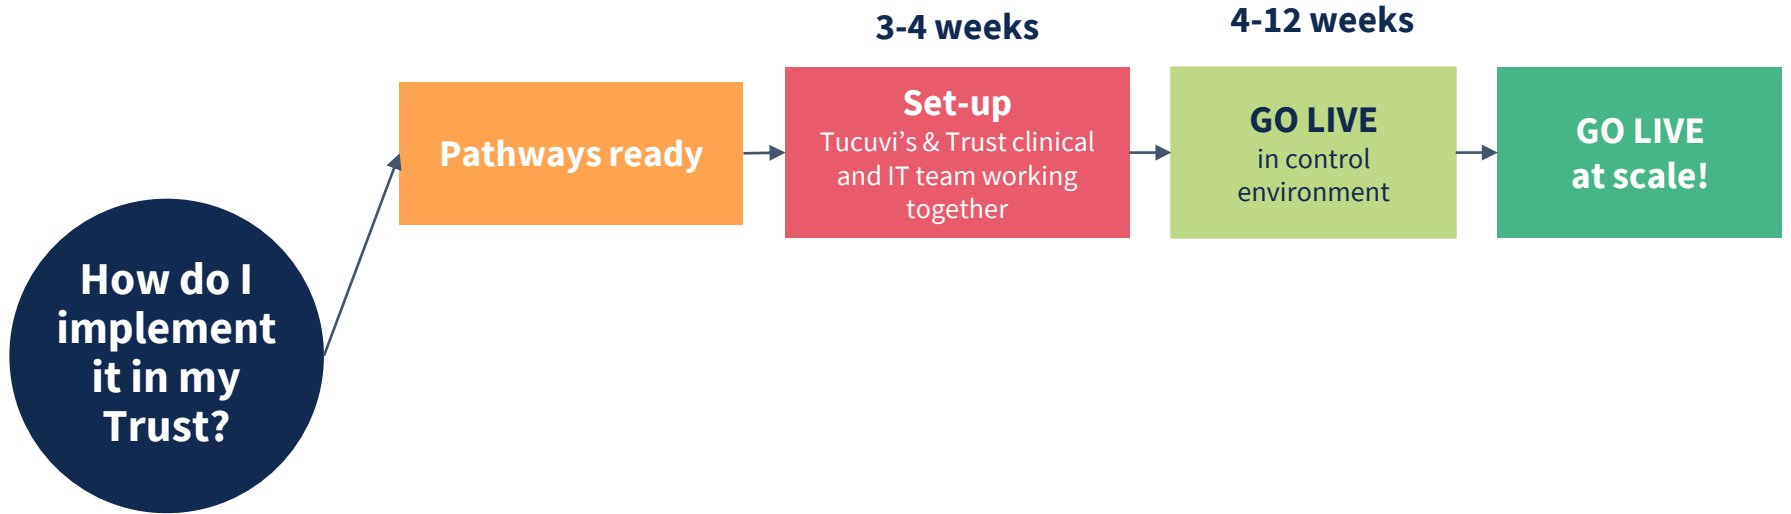 How do I
implement
it in my
Trust?
Pathways ready
3-4 weeks
Set-up
Tucuvi's & Trust clinical
and IT team working
together
4-12 weeks
GO LIVE
in control
environment
GO LIVE
at scale!